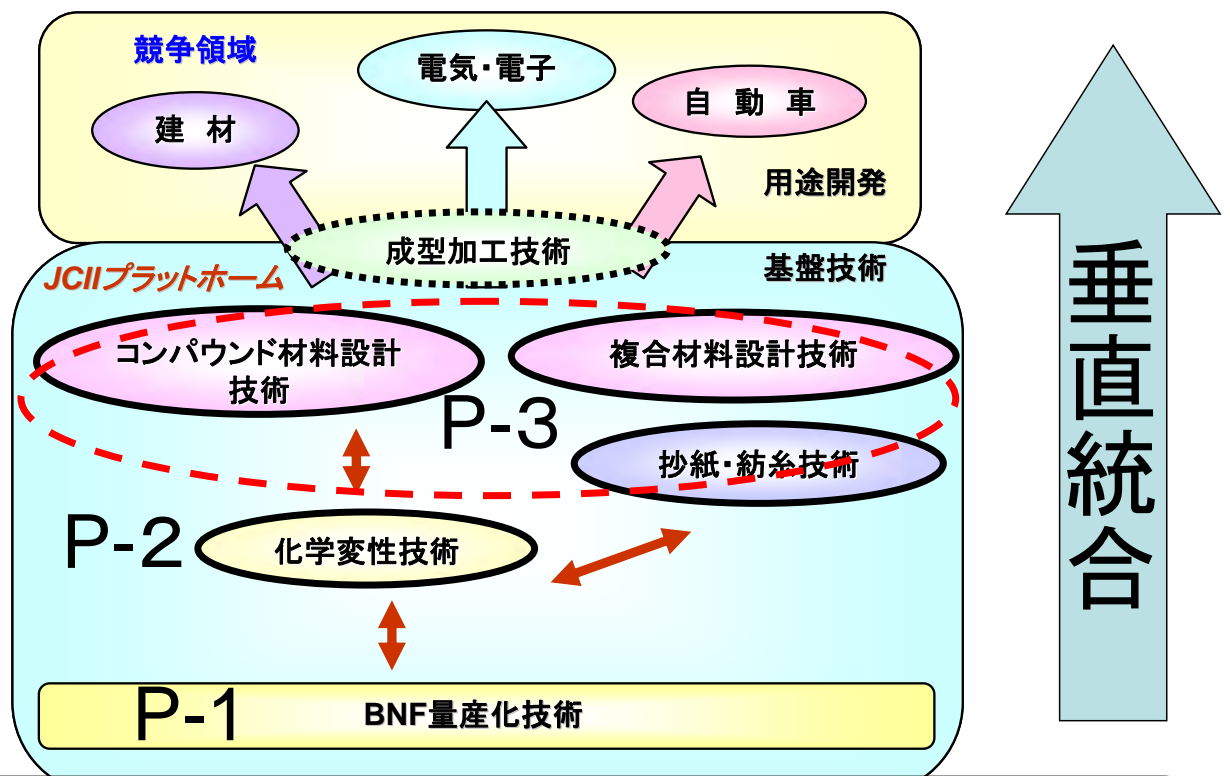 競争領域
電気・電子
自 動 車
建 材
用途開発
成型加工技術
JCIIプラットホーム
基盤技術
コンパウンド材料設計
技術
複合材料設計技術
P-3
抄紙・紡糸技術
P-2
化学変性技術
P-1
BNF量産化技術
垂直統合